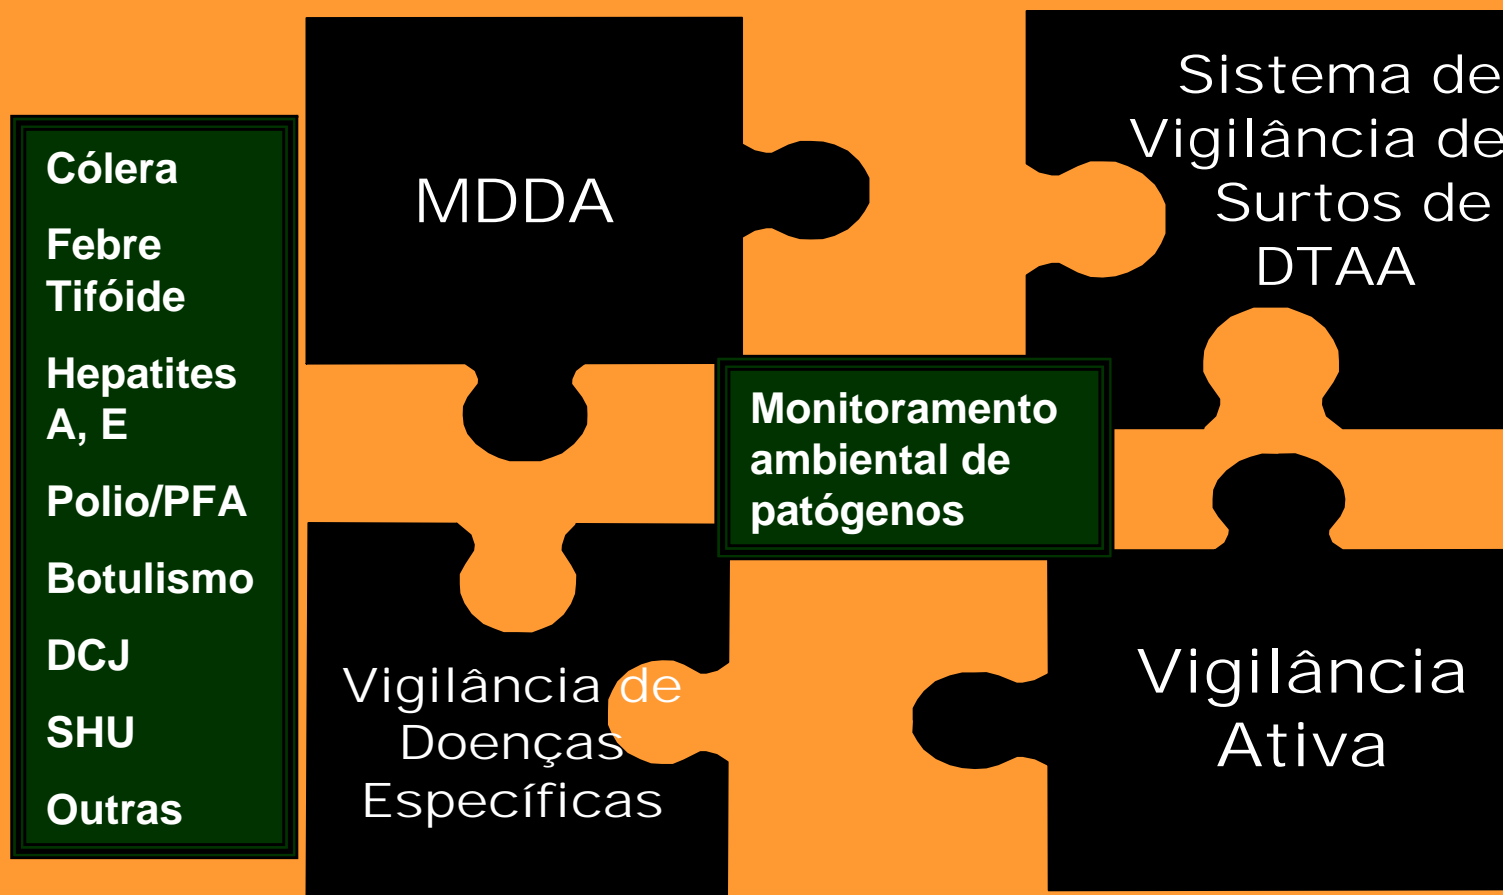 Cólera
Febre
Tifóide
Hepatites
A, E
Polio/PFA
Botulismo
DCJ
SHU
Outras
MDDA
Sistema de
Vigilância de
Surtos de
DTAA
Monitoramento
ambiental de
patógenos
Vigilância de
Doenças
Específicas
Vigilância
Ativa